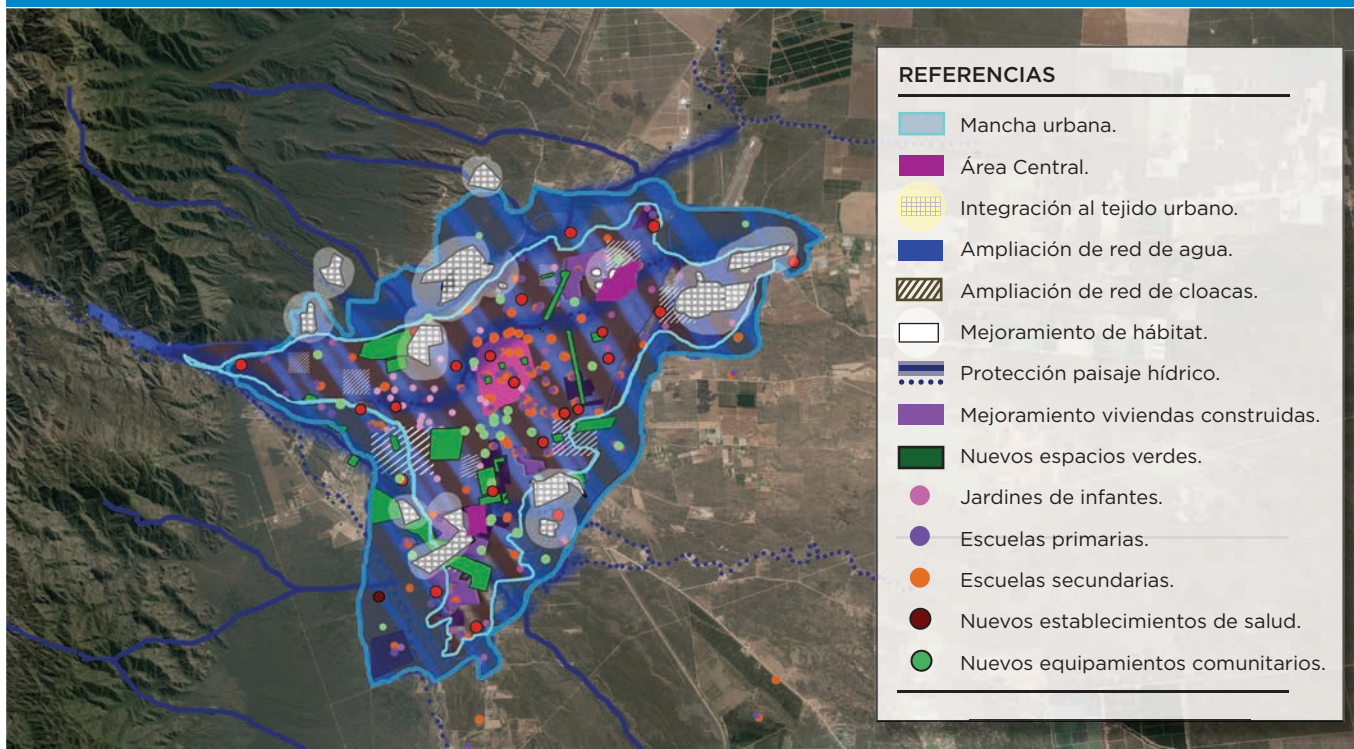 REFERENCIAS
Mancha urbana.
Área Central.
Integración al tejido urbano.
Ampliación de red de agua.
Ampliación de red de cloacas.
Mejoramiento de hábitat.
Protección paisaje hídrico.
Mejoramiento viviendas construidas.
Nuevos espacios verdes.
Jardines de infantes.
Escuelas primarias.
Escuelas secundarias.
Nuevos establecimientos de salud.
Nuevos equipamientos comunitarios.